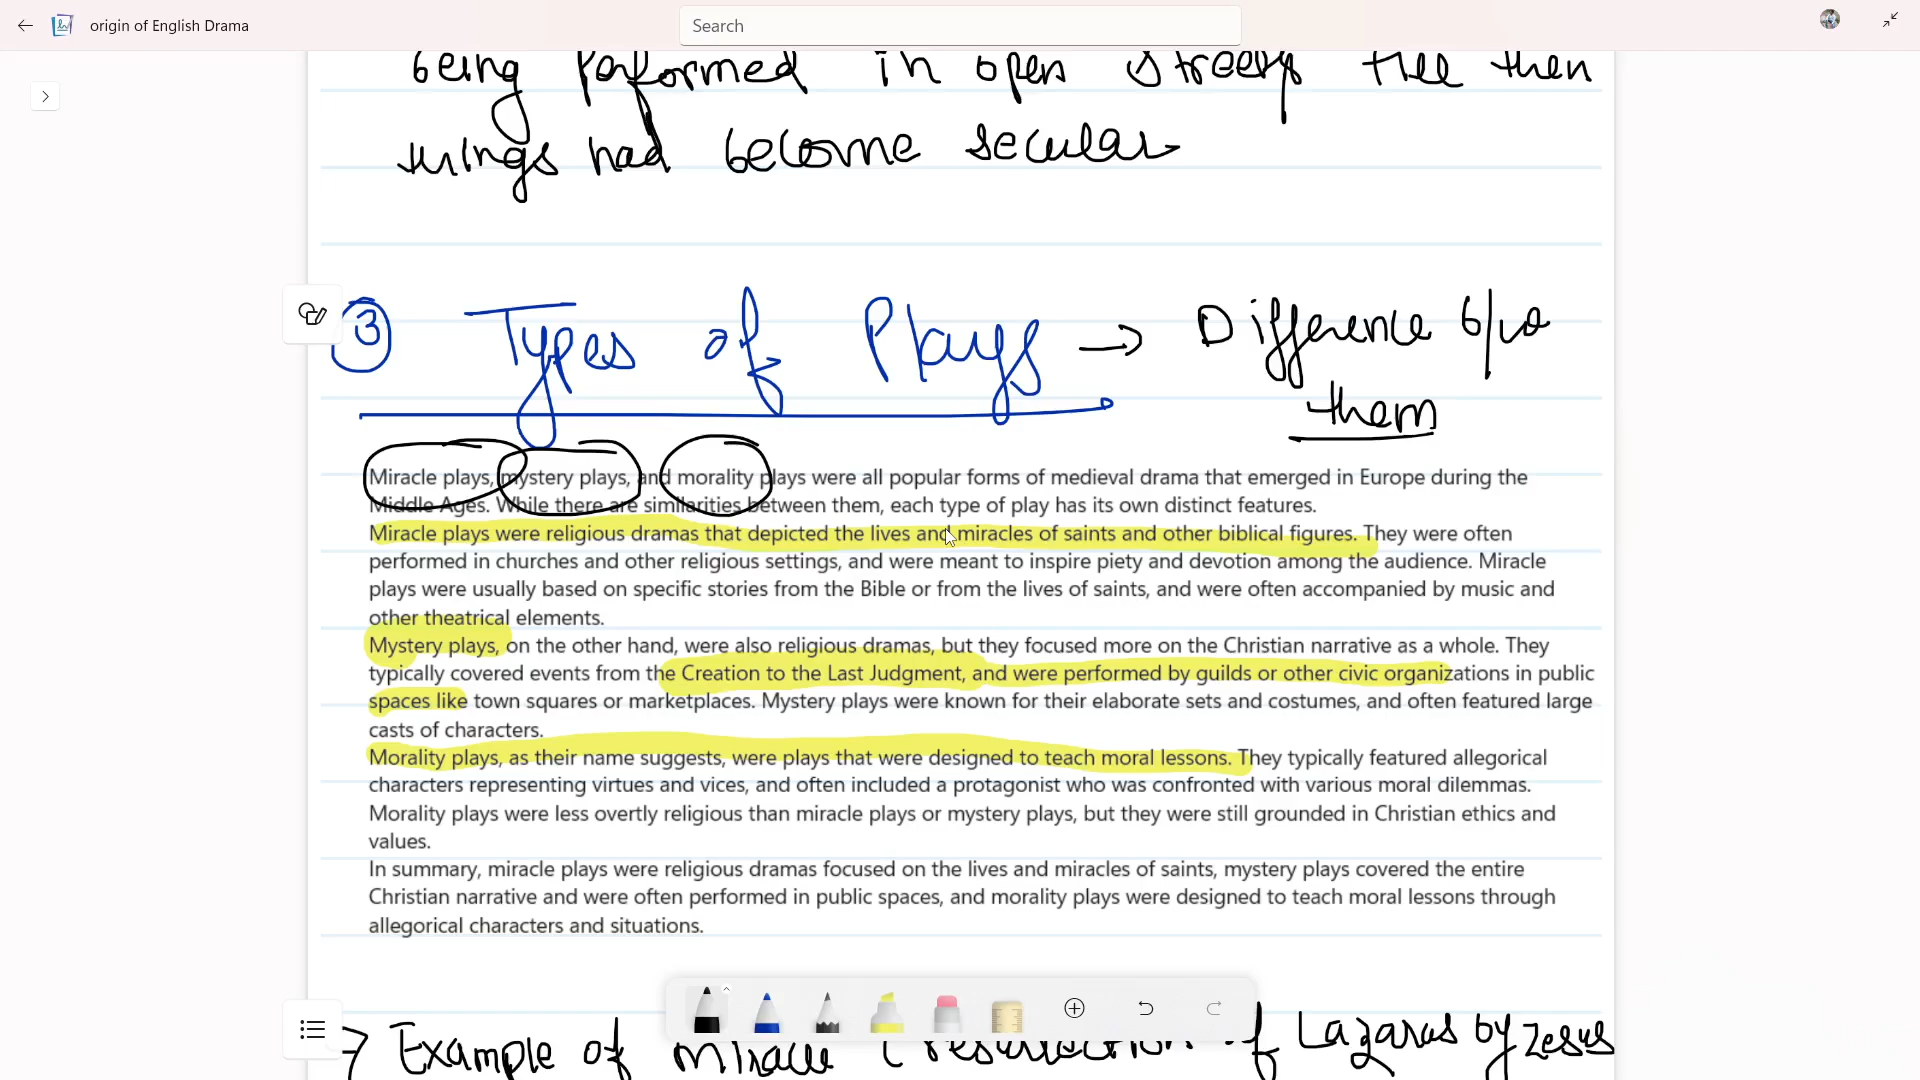 origin of English Drama
Search
being performed in open streets till then
things had become secular
3 Types of Plays → Difference b/w
them
Miracle plays, mystery plays, and morality plays were all popular forms of medieval drama that emerged in Europe during the
Middle Ages. While there are similarities between them, each type of play has its own distinct features.
Miracle plays were religious dramas that depicted the lives and miracles of saints and other biblical figures. They were often
performed in churches and other religious settings, and were meant to inspire piety and devotion among the audience. Miracle
plays were usually based on specific stories from the Bible or from the lives of saints, and were often accompanied by music and
other theatrical elements.
Mystery plays, on the other hand, were also religious dramas, but they focused more on the Christian narrative as a whole. They
typically covered events from the Creation to the Last Judgment, and were performed by guilds or other civic organizations in public
spaces like town squares or marketplaces. Mystery plays were known for their elaborate sets and costumes, and often featured large
casts of characters.
Morality plays, as their name suggests, were plays that were designed to teach moral lessons. They typically featured allegorical
characters representing virtues and vices, and often included a protagonist who was confronted with various moral dilemmas.
Morality plays were less overtly religious than miracle plays or mystery plays, but they were still grounded in Christian ethics and
values.
In summary, miracle plays were religious dramas focused on the lives and miracles of saints, mystery plays covered the entire
Christian narrative and were often performed in public spaces, and morality plays were designed to teach moral lessons through
allegorical characters and situations.
→ Example of miracle (resurrection of Lazarus by Zesus